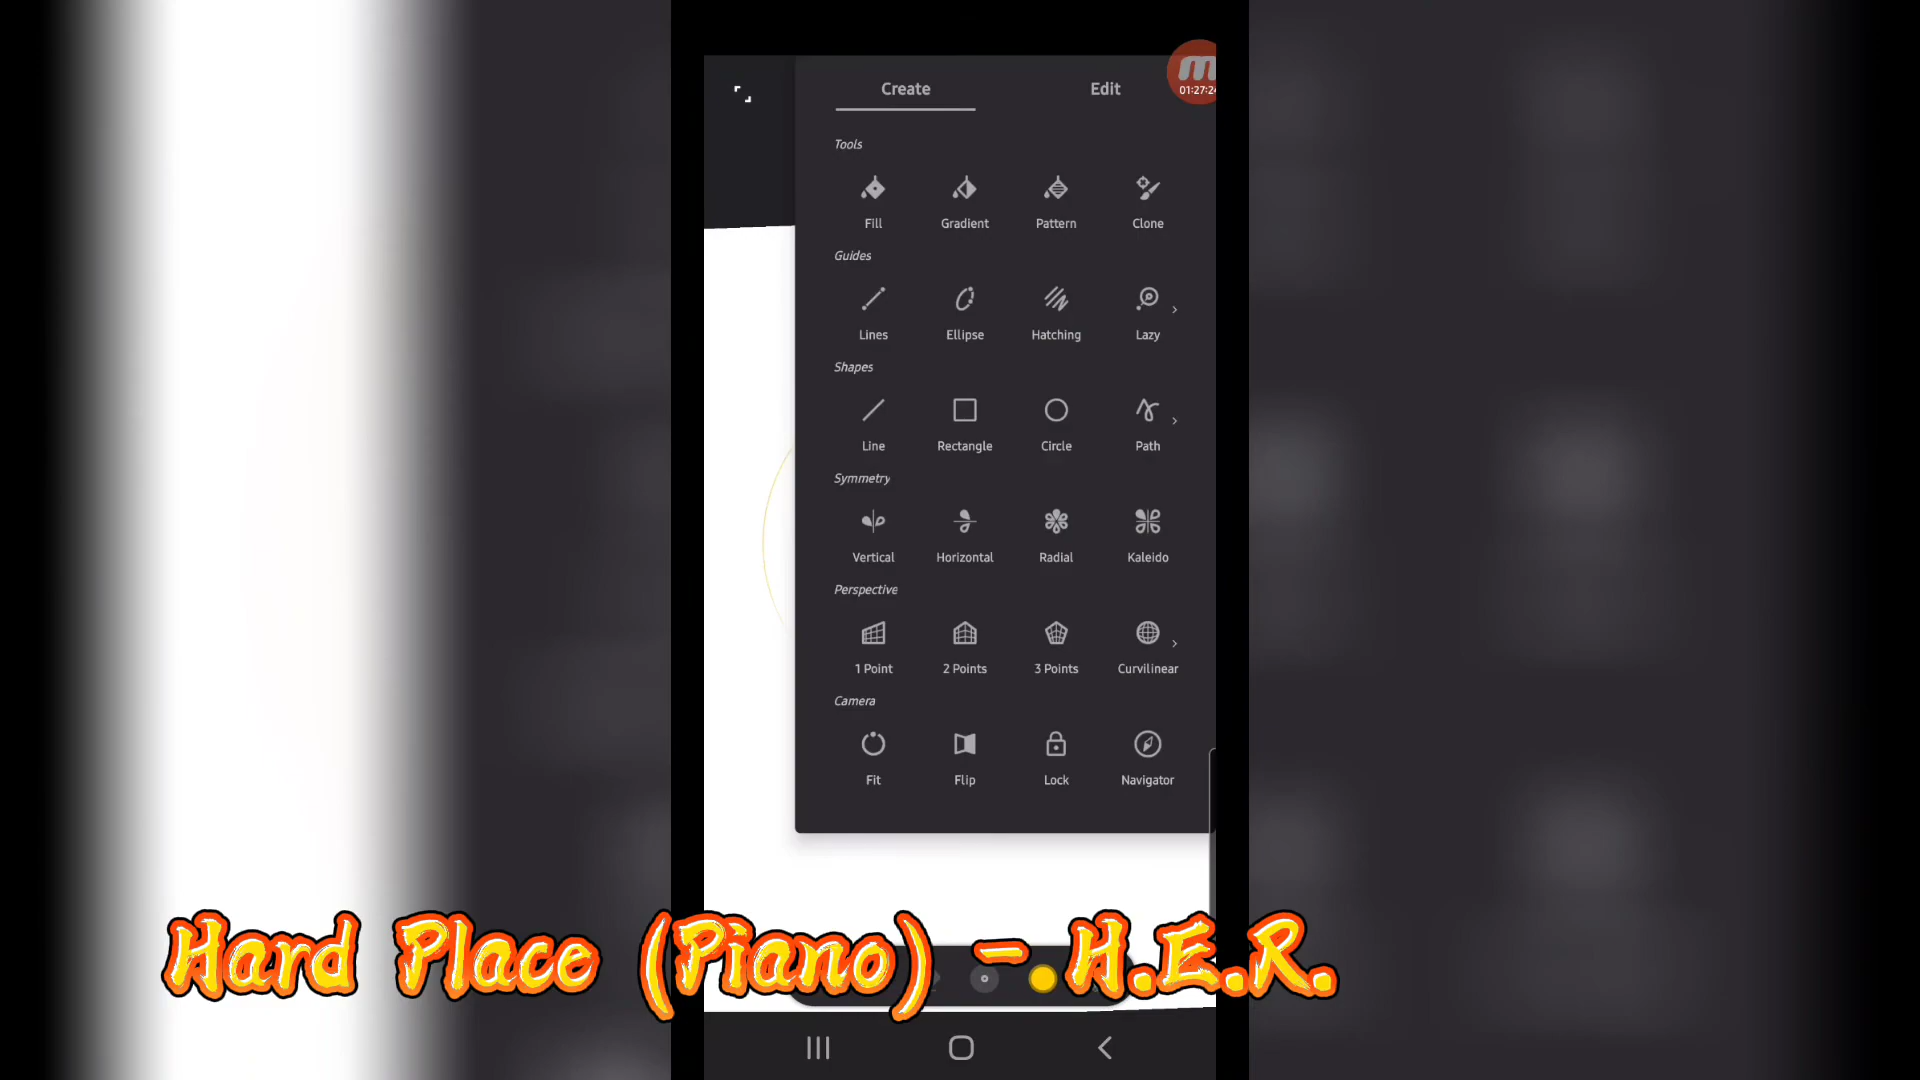 Create Edit
01:27:24
Tools
Fill Gradient Pattern Clone
Guides
Lines Ellipse Hatching Lazy
Shapes
Line Rectangle Circle Path
Symmetry
Vertical Horizontal Radial Kaleido
Perspective
1 Point 2 Points 3 Points Curvilinear
Camera
Fit Flip Lock Navigator
Hard Place (Piano) - H.E.R.